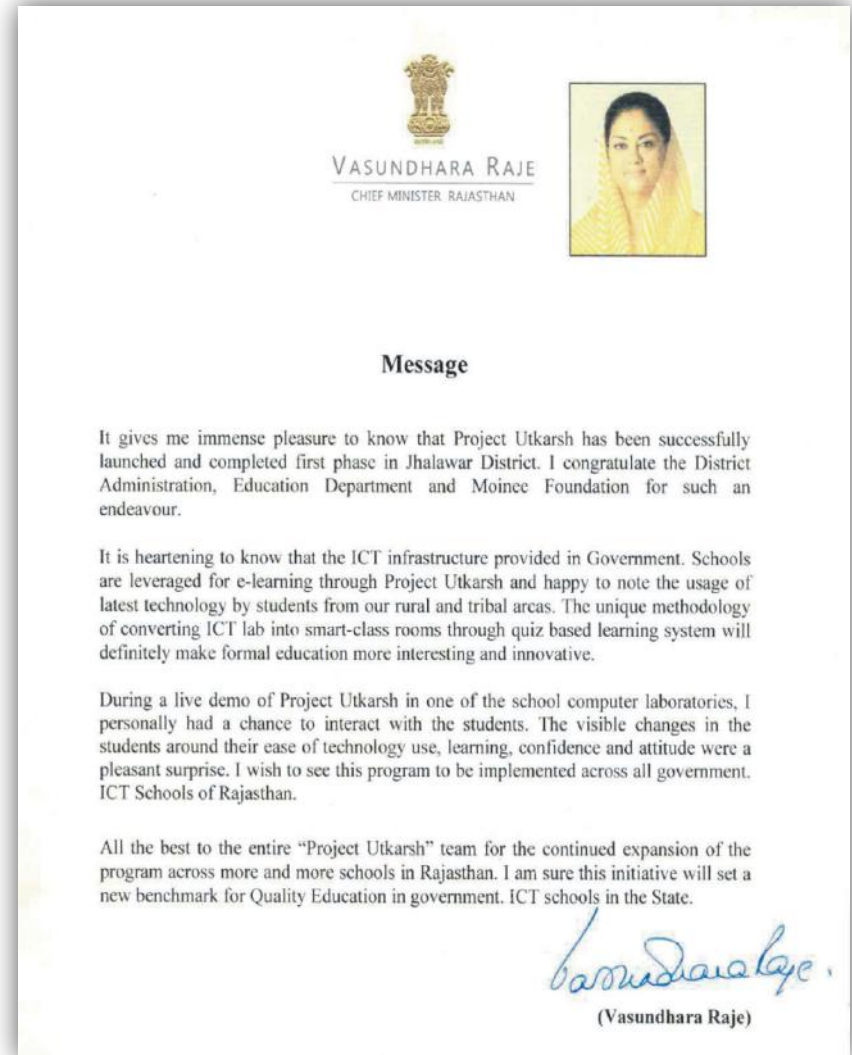 VASUNDHARA RAJE
CHIEF MINISTER RAJASTHAN
Message
It gives me immense pleasure to know that Project Utkarsh has been successfully
launched and completed first phase in Jhalawar District. I congratulate the District
Administration, Education Department and Moinee Foundation for such an
endeavour.
It is heartening to know that the ICT infrastructure provided in Government. Schools
are leveraged for e-learning through Project Utkarsh and happy to note the usage of
latest technology by students from our rural and tribal areas. The unique methodology
of converting ICT lab into smart-class rooms through quiz based learning system will
definitely make formal education more interesting and innovative.
During a live demo of Project Utkarsh in one of the school computer laboratories, I
personally had a chance to interact with the students. The visible changes in the
students around their ease of technology use, learning, confidence and attitude were a
pleasant surprise. I wish to see this program to be implemented across all government.
ICT Schools of Rajasthan.
All the best to the entire “Project Utkarsh” team for the continued expansion of the
program across more and more schools in Rajasthan. I am sure this initiative will set a
new benchmark for Quality Education in government. ICT schools in the State.
Vasundhara Raje.
(Vasundhara Raje)